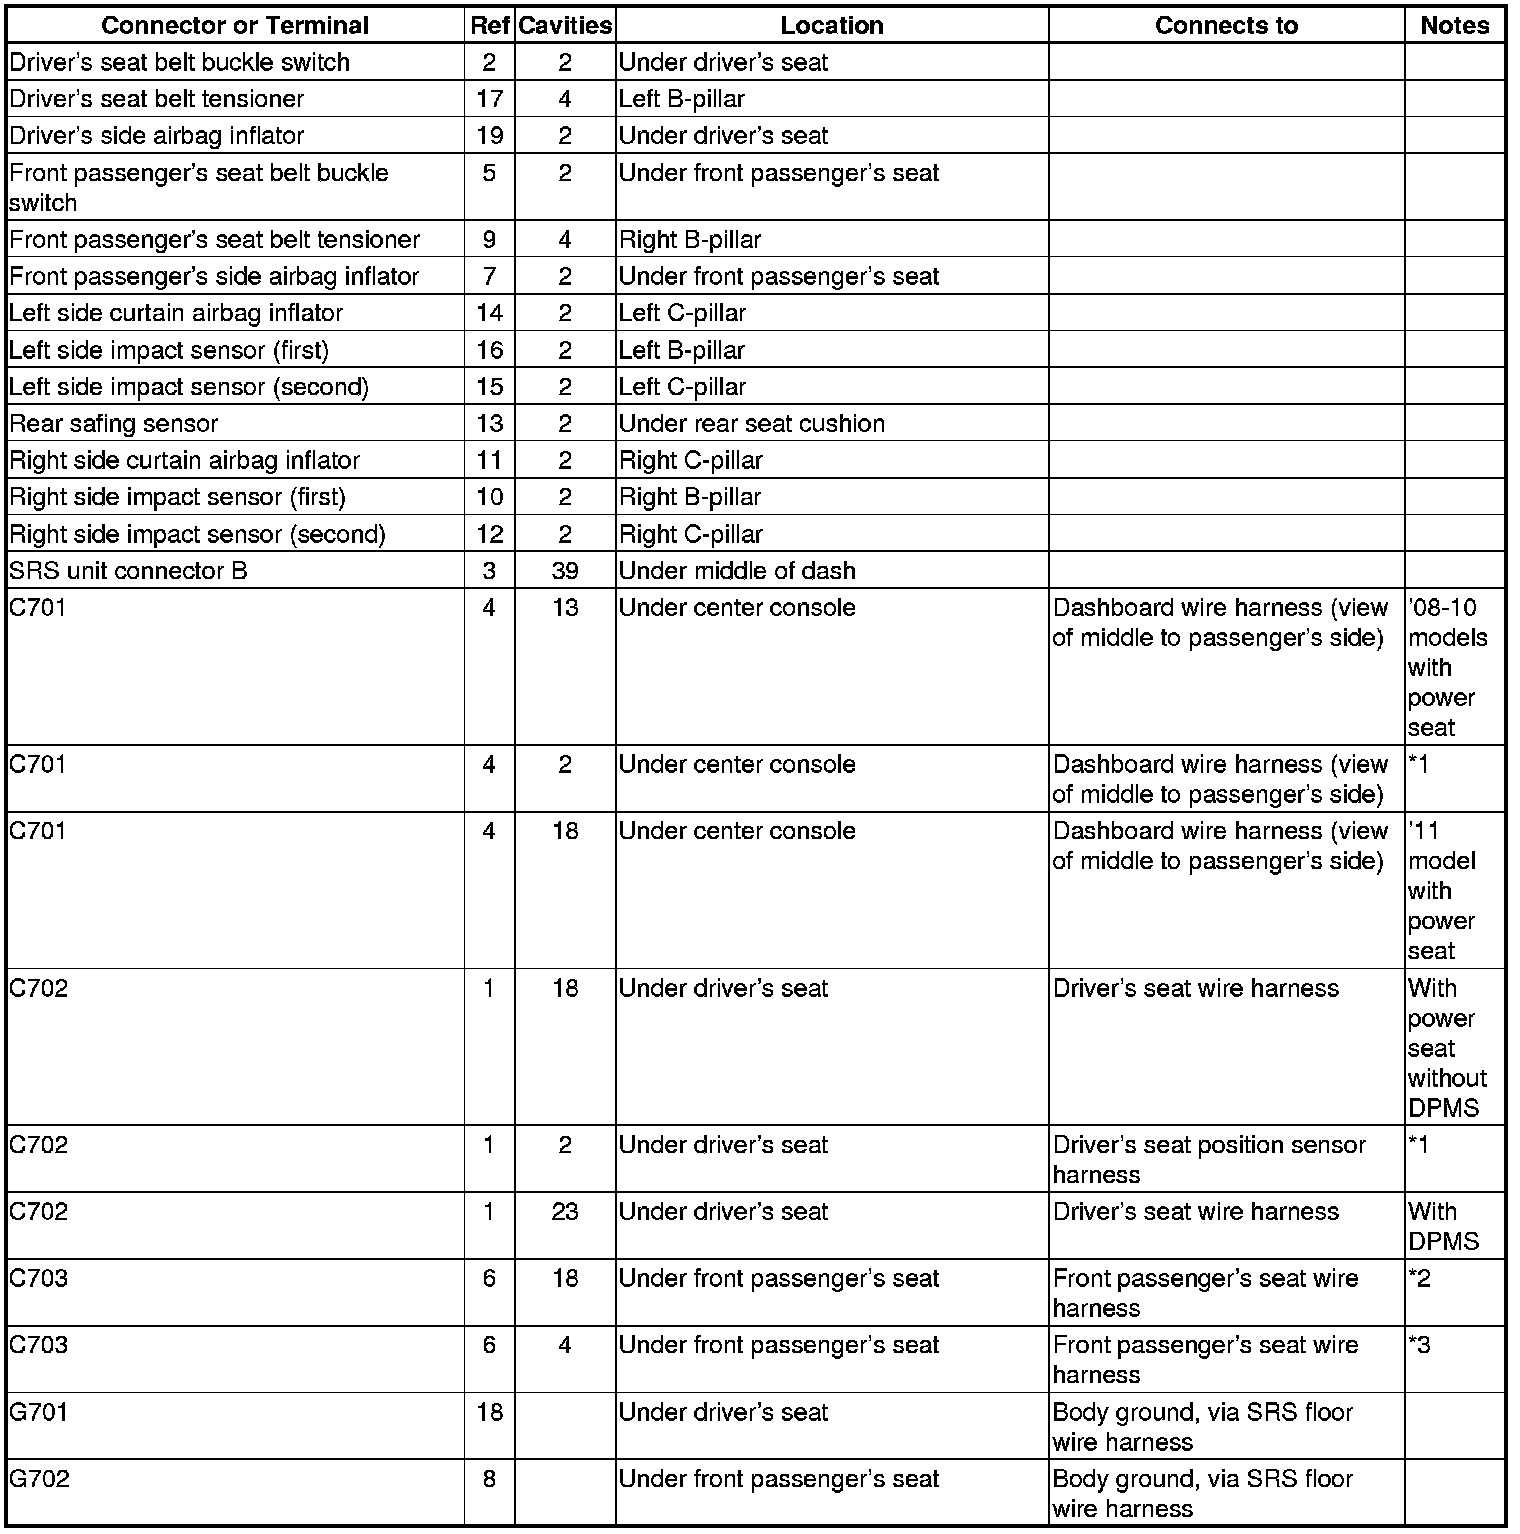 Connector or Terminal Ref Cavities Location Connects to Notes
Driver's seat belt buckle switch 2 2 Under driver's seat
Driver's seat belt tensioner 17 4 Left B-pillar
Driver's side airbag inflator 19 2 Under driver's seat
Front passenger's seat belt buckle 5 2 Under front passenger's seat
switch
Front passenger's seat belt tensioner 9 4 Right B-pillar
Front passenger's side airbag inflator 7 2 Under front passenger's seat
Left side curtain airbag inflator 14 2 Left C-pillar
Left side impact sensor (first) 16 2 Left B-pillar
Left side impact sensor (second) 15 2 Left C-pillar
Rear safing sensor 13 2 Under rear seat cushion
Right side curtain airbag inflator 11 2 Right C-pillar
Right side impact sensor (first) 10 2 Right B-pillar
Right side impact sensor (second) 12 2 Right C-pillar
SRS unit connector B 3 39 Under middle of dash
C701 4 13 Under center console Dashboard wire harness (view '08-10
of middle to passenger's side) models
with
power
seat
C701 4 2 Under center console Dashboard wire harness (view *1
of middle to passenger's side)
C701 4 18 Under center console Dashboard wire harness (view '11
of middle to passenger's side) model
with
power
seat
C702 1 18 Under driver's seat Driver's seat wire harness With
power
seat
without
DPMS
C702 1 2 Under driver's seat Driver's seat position sensor *1
harness
C702 1 23 Under driver's seat Driver's seat wire harness With
DPMS
C703 6 18 Under front passenger's seat Front passenger's seat wire *2
harness
C703 6 4 Under front passenger's seat Front passenger's seat wire *3
harness
G701 18 Under driver's seat Body ground, via SRS floor
wire harness
G702 8 Under front passenger's seat Body ground, via SRS floor
wire harness